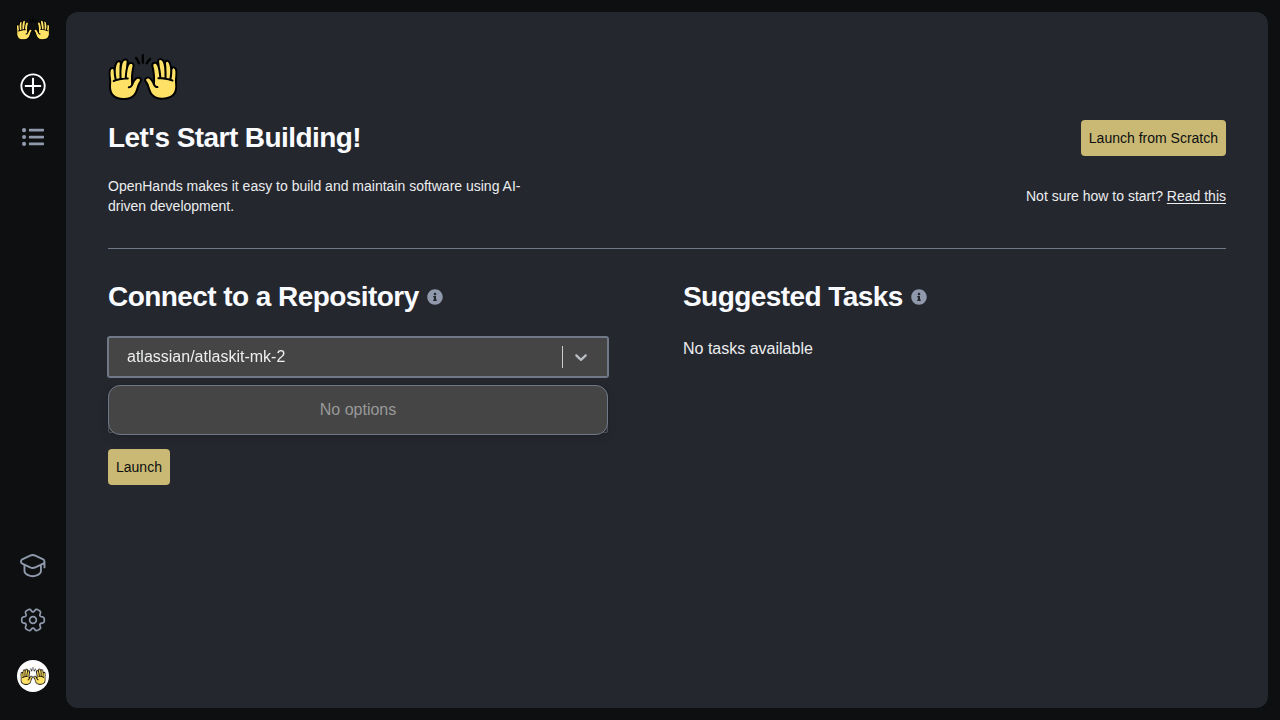 Let's Start Building!
Launch from Scratch
OpenHands makes it easy to build and maintain software using AI-
driven development.
Not sure how to start? Read this
Connect to a Repository
atlassian/atlaskit-mk-2
No options
Launch
Suggested Tasks
No tasks available